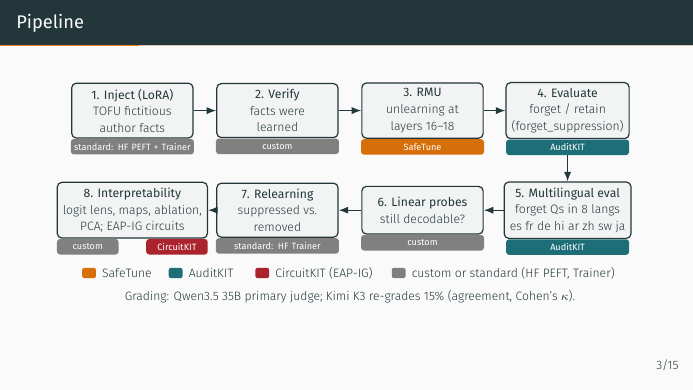 Pipeline
1. Inject (LoRA)
TOFU fictitious
author facts
standard: HF PEFT + Trainer
2. Verify
facts were
learned
custom
3. RMU
unlearning at
layers 16–18
SafeTune
4. Evaluate
forget / retain
(forget_suppression)
AuditKIT
8. Interpretability
logit lens, maps, ablation,
PCA; EAP-IG circuits
custom
CircuitKIT
7. Relearning
suppressed vs.
removed
standard: HF Trainer
6. Linear probes
still decodable?
custom
5. Multilingual eval
forget Qs in 8 langs
es fr de hi ar zh sw ja
AuditKIT
SafeTune AuditKIT CircuitKIT (EAP-IG) custom or standard (HF PEFT, Trainer)
Grading: Qwen3.5 35B primary judge; Kimi K3 re-grades 15% (agreement, Cohen's κ).
3/15